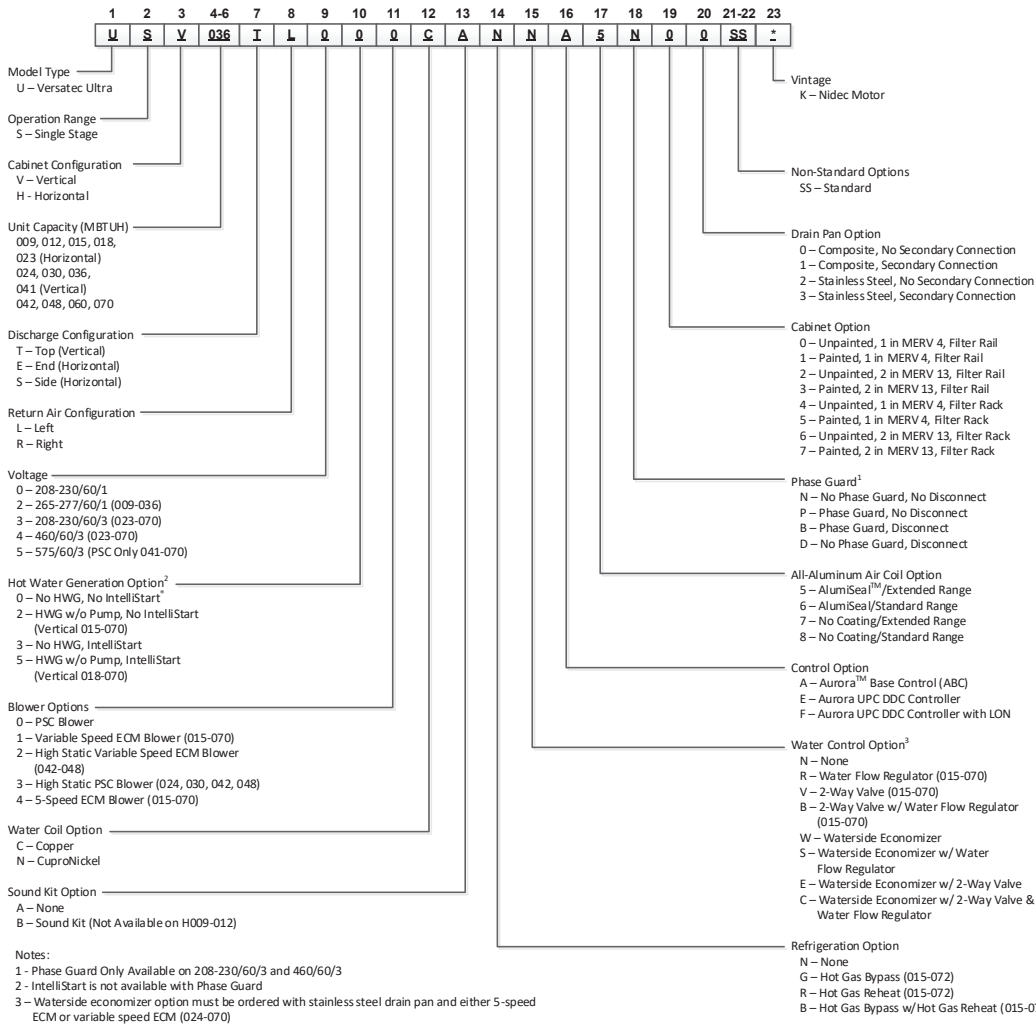 1 2 3 4-6 7 8 9 10 11 12 13 14 15 16 17 18 19 20 21-22 23
U S V 036 T L 0 0 0 C A N N A 5 N 0 0 SS *
Model Type
U – Versatec Ultra
Operation Range
S – Single Stage
Cabinet Configuration
V – Vertical
H - Horizontal
Unit Capacity (MBTUH)
009, 012, 015, 018,
023 (Horizontal)
024, 030, 036,
041 (Vertical)
042, 048, 060, 070
Discharge Configuration
T – Top (Vertical)
E – End (Horizontal)
S – Side (Horizontal)
Return Air Configuration
L – Left
R – Right
Voltage
0 – 208-230/60/1
2 – 265-277/60/1 (009-036)
3 – 208-230/60/3 (023-070)
4 – 460/60/3 (023-070)
5 – 575/60/3 (PSC Only 041-070)
Hot Water Generation Option2
0 – No HWG, No IntelliStart®
2 – HWG w/o Pump, No IntelliStart
(Vertical 015-070)
3 – No HWG, IntelliStart
5 – HWG w/o Pump, IntelliStart
(Vertical 018-070)
Blower Options
0 – PSC Blower
1 – Variable Speed ECM Blower (015-070)
2 – High Static Variable Speed ECM Blower
(042-048)
3 – High Static PSC Blower (024, 030, 042, 048)
4 – 5-Speed ECM Blower (015-070)
Water Coil Option
C – Copper
N – CuproNickel
Sound Kit Option
A – None
B – Sound Kit (Not Available on H009-012)
Notes:
1 - Phase Guard Only Available on 208-230/60/3 and 460/60/3
2 - IntelliStart is not available with Phase Guard
3 – Waterside economizer option must be ordered with stainless steel drain pan and either 5-speed
ECM or variable speed ECM (024-070)
Vintage
K – Nidec Motor
Non-Standard Options
SS – Standard
Drain Pan Option
0 – Composite, No Secondary Connection
1 – Composite, Secondary Connection
2 – Stainless Steel, No Secondary Connection
3 – Stainless Steel, Secondary Connection
Cabinet Option
0 – Unpainted, 1 in MERV 4, Filter Rail
1 – Painted, 1 in MERV 4, Filter Rail
2 – Unpainted, 2 in MERV 13, Filter Rail
3 – Painted, 2 in MERV 13, Filter Rail
4 – Unpainted, 1 in MERV 4, Filter Rack
5 – Painted, 1 in MERV 4, Filter Rack
6 – Unpainted, 2 in MERV 13, Filter Rack
7 – Painted, 2 in MERV 13, Filter Rack
Phase Guard1
N – No Phase Guard, No Disconnect
P – Phase Guard, No Disconnect
B – Phase Guard, Disconnect
D – No Phase Guard, Disconnect
All-Aluminum Air Coil Option
5 – AlumiSeal™/Extended Range
6 – AlumiSeal/Standard Range
7 – No Coating/Extended Range
8 – No Coating/Standard Range
Control Option
A – Aurora™ Base Control (ABC)
E – Aurora UPC DDC Controller
F – Aurora UPC DDC Controller with LON
Water Control Option3
N – None
R – Water Flow Regulator (015-070)
V – 2-Way Valve (015-070)
B – 2-Way Valve w/ Water Flow Regulator
(015-070)
W – Waterside Economizer
S – Waterside Economizer w/ Water
Flow Regulator
E – Waterside Economizer w/ 2-Way Valve
C – Waterside Economizer w/ 2-Way Valve &
Water Flow Regulator
Refrigeration Option
N – None
G – Hot Gas Bypass (015-072)
R – Hot Gas Reheat (015-072)
B – Hot Gas Bypass w/Hot Gas Reheat